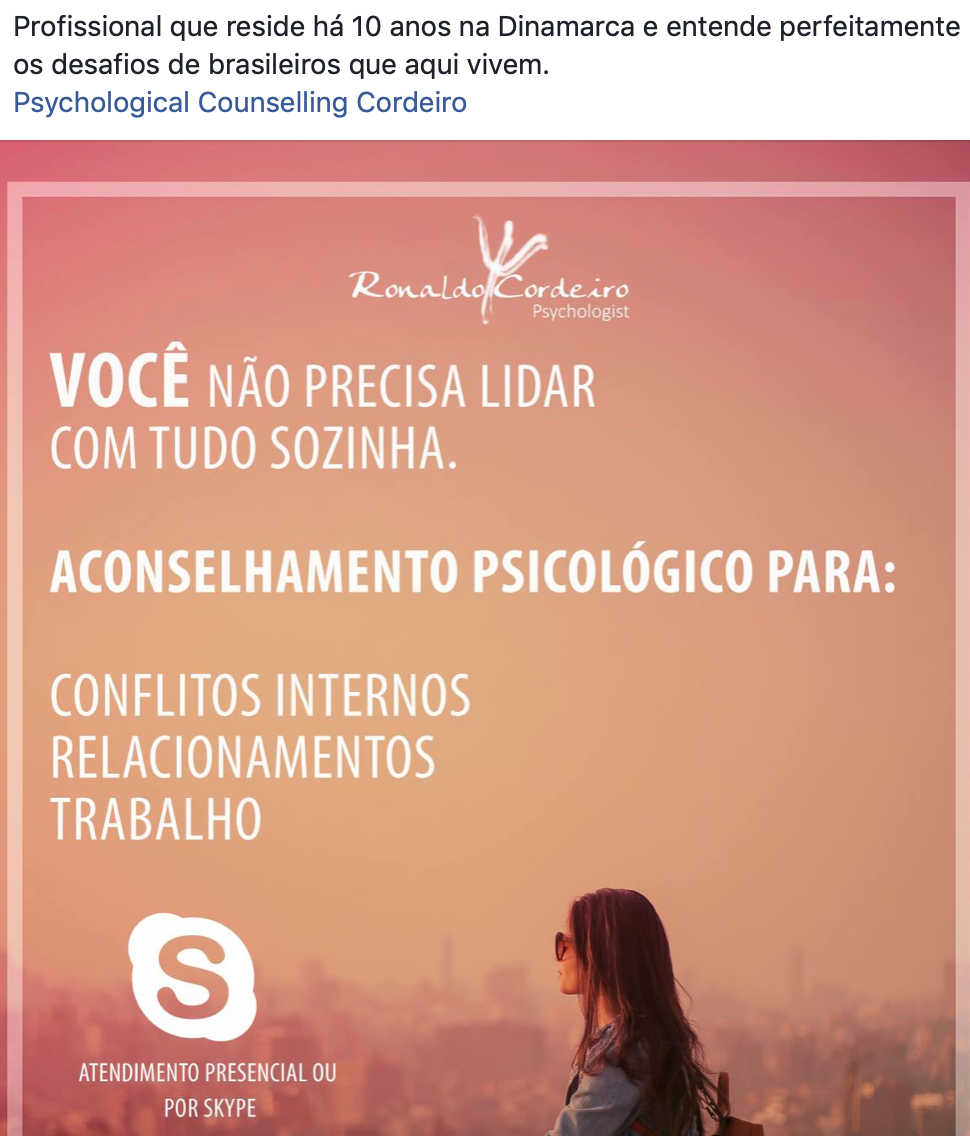 Profissional que reside há 10 anos na Dinamarca e entende perfeitamente
os desafios de brasileiros que aqui vivem.
Psychological Counselling Cordeiro
Ronaldo Cordeiro
Psychologist
VOCÊ NÃO PRECISA LIDAR
COM TUDO SOZINHA.
ACONSELHAMENTO PSICOLÓGICO PARA:
CONFLITOS INTERNOS
RELACIONAMENTOS
TRABALHO
S
ATENDIMENTO PRESENCIAL OU
POR SKYPE